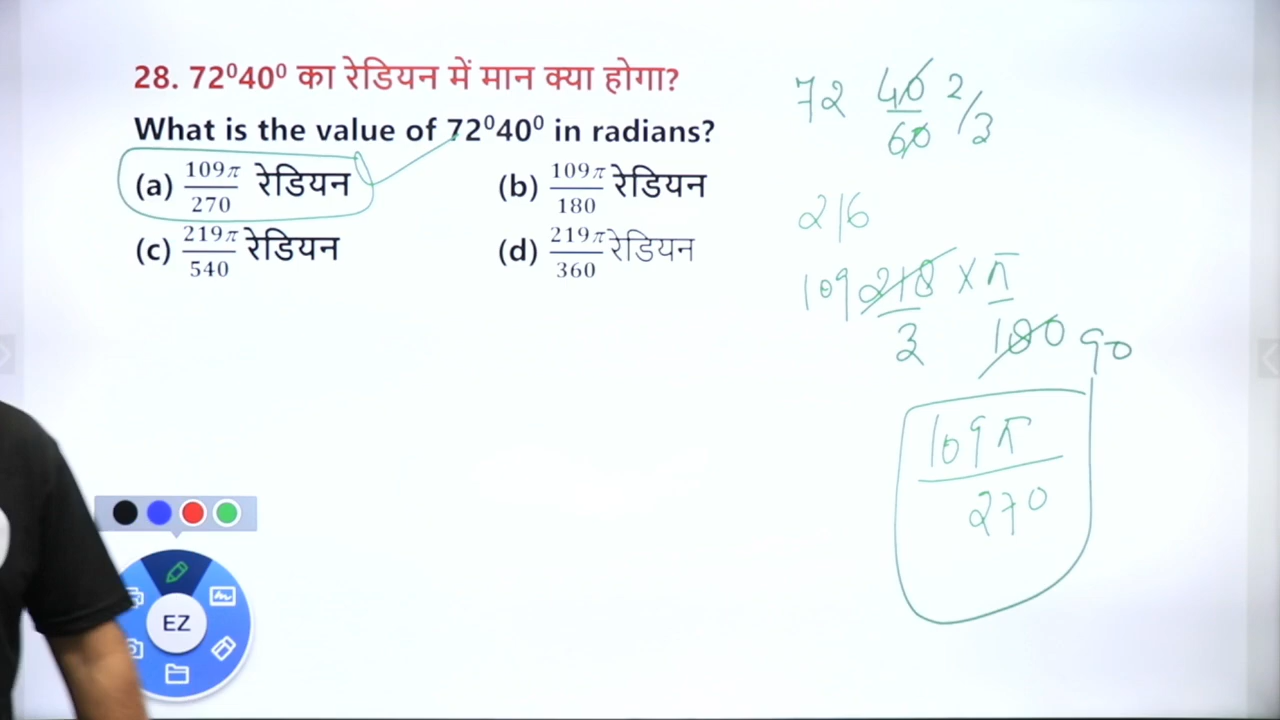 28. 72⁰40⁰ का रेडियन में मान क्या होगा?
What is the value of 72⁰40⁰ in radians?
(a) 109π/270 रेडियन (b) 109π/180 रेडियन
(c) 219π/540 रेडियन (d) 219π/360 रेडियन
72 40/60 2/3
216
109 218/3 × π/180 90
109π/270
EZ